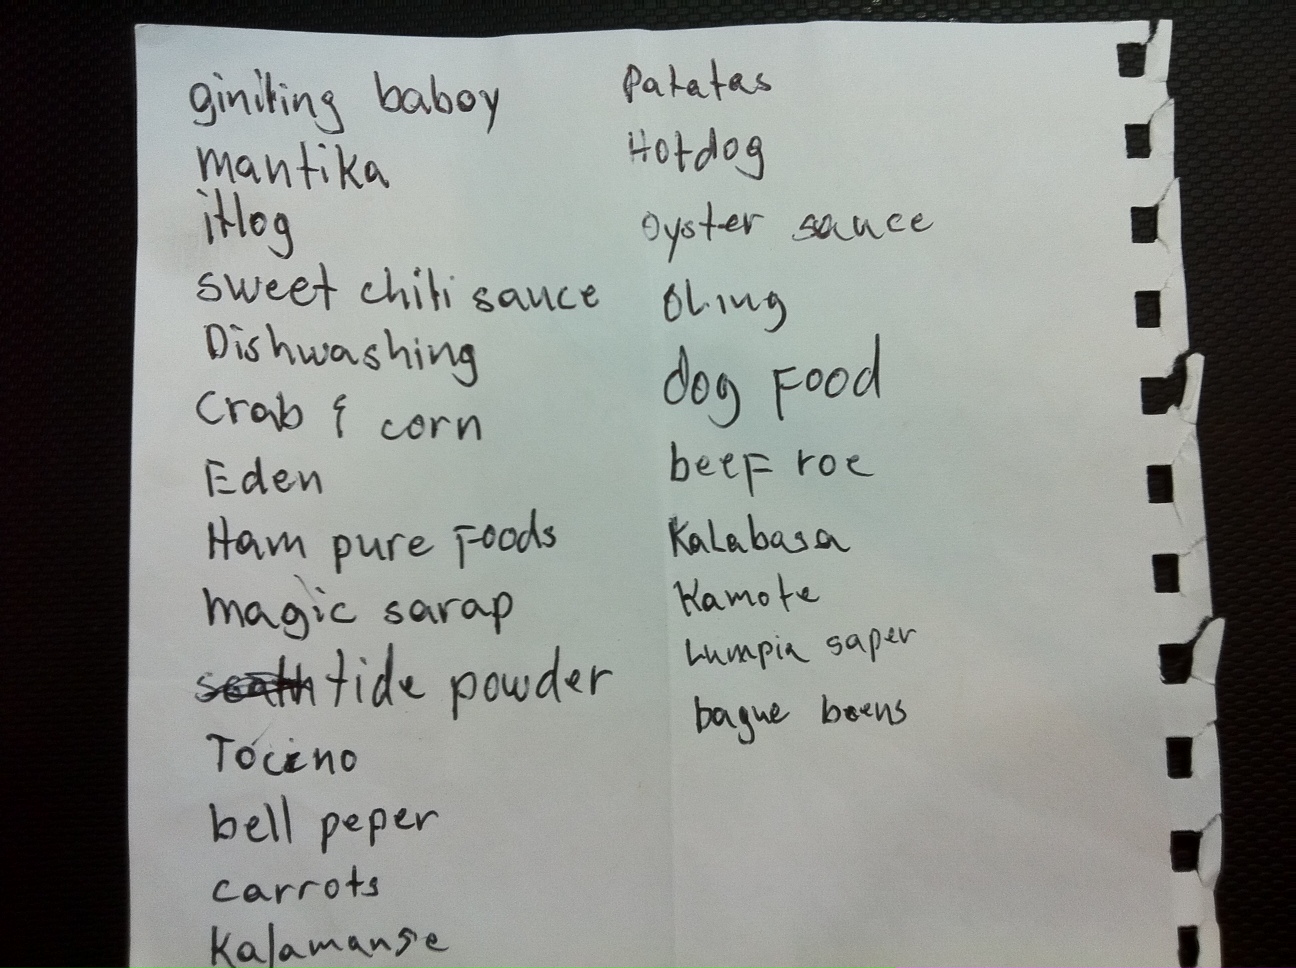 giniling baboy
mantika
itlog
sweet chili sauce
Dishwashing
Crab & corn
Eden
Ham pure Foods
magic sarap
tide powder
Tocino
bell peper
carrots
Kalamanse
Patatas
Hotdog
Oyster sauce
OLing
dog Food
beeF roe
KaLabasa
Kamote
Lumpia saper
bague beens